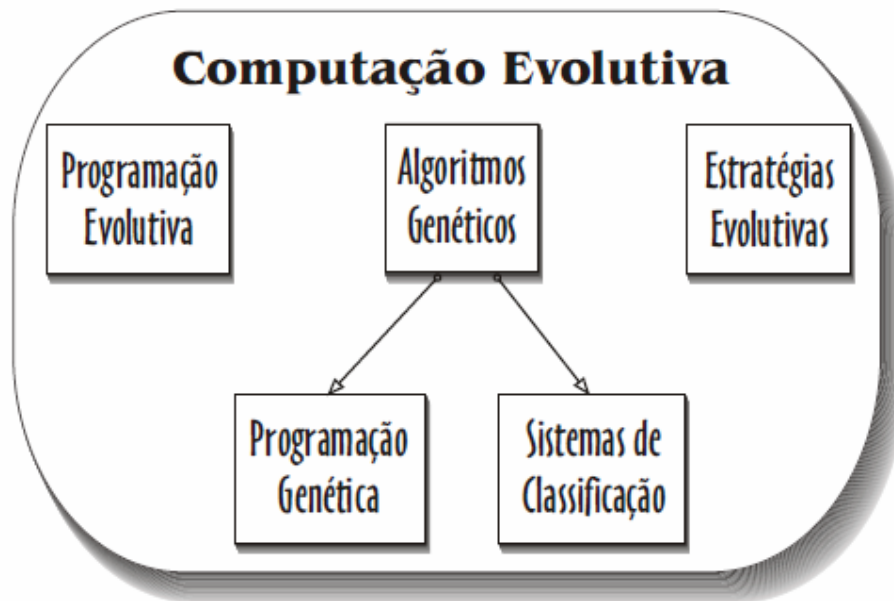 Computação Evolutiva
Programação
Evolutiva
Algoritmos
Genéticos
Estratégias
Evolutivas
Programação
Genética
Sistemas de
Classificação